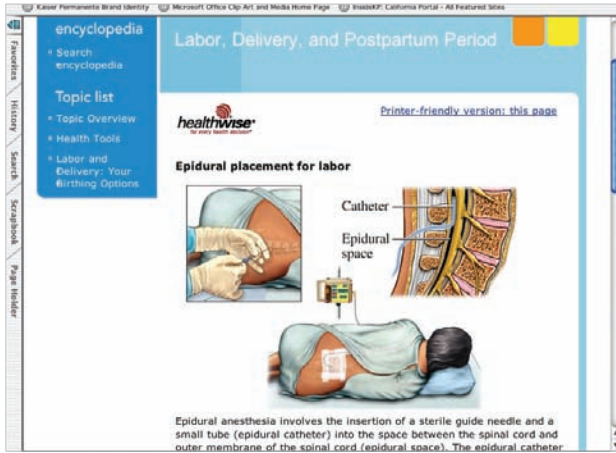 Kaiser Permanente Brand Identity Microsoft Office Clip Art and Media Home Page InsideKP: California Portal - All Featured Sites
Favorites
History
Search
Scrapbook
Page Holder
encyclopedia
Search
encyclopedia
Topic list
Topic Overview
Health Tools
Labor and
Delivery: Your
Birthing Options
Labor, Delivery, and Postpartum Period
healthwise
for every health decision
Printer-friendly version: this page
Epidural placement for labor
Catheter
Epidural
space
Epidural anesthesia involves the insertion of a sterile guide needle and a
small tube (epidural catheter) into the space between the spinal cord and
outer membrane of the spinal cord (epidural space). The epidural catheter